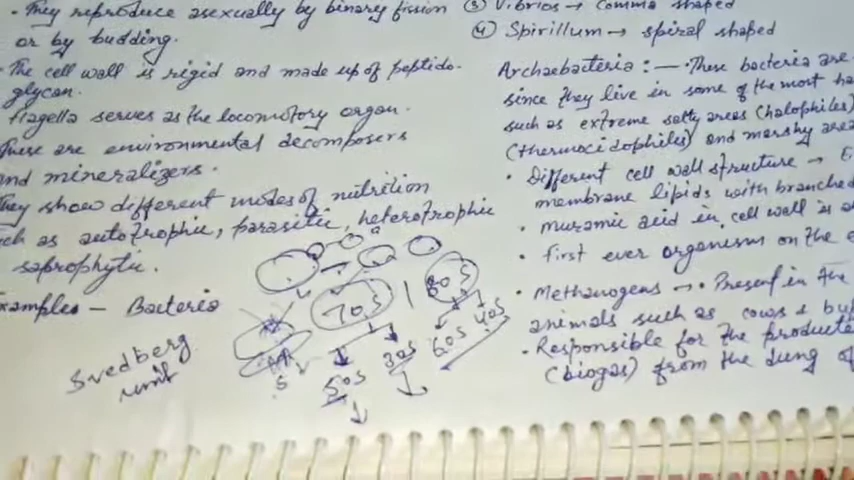 • They reproduce asexually by binary fission
or by budding.
• The cell wall is rigid and made up of peptido-
glycan.
flagella serves as the locomotory organ.
These are environmental decomposers
and mineralizers.
They show different modes of nutrition
such as autotrophic, parasitic, heterotrophic
saprophytic.
Examples – Bacteria
Svedberg
unit
70S
80S
50S
30S
60S
40S
③ Vibrios → Comma shaped
④ Spirillum → spiral shaped
Archaebacteria : — • These bacteria are
since they live in some of the most ha
such as extreme salty areas (halophiles)
(thermoacidophiles) and marshy area
• Different cell wall structure →
membrane lipids with branched
• muramic acid in cell wall is
• first ever organism on the e
• Methanogens → • Present in the
animals such as cows &
• Responsible for the producti
(biogas) from the dung of